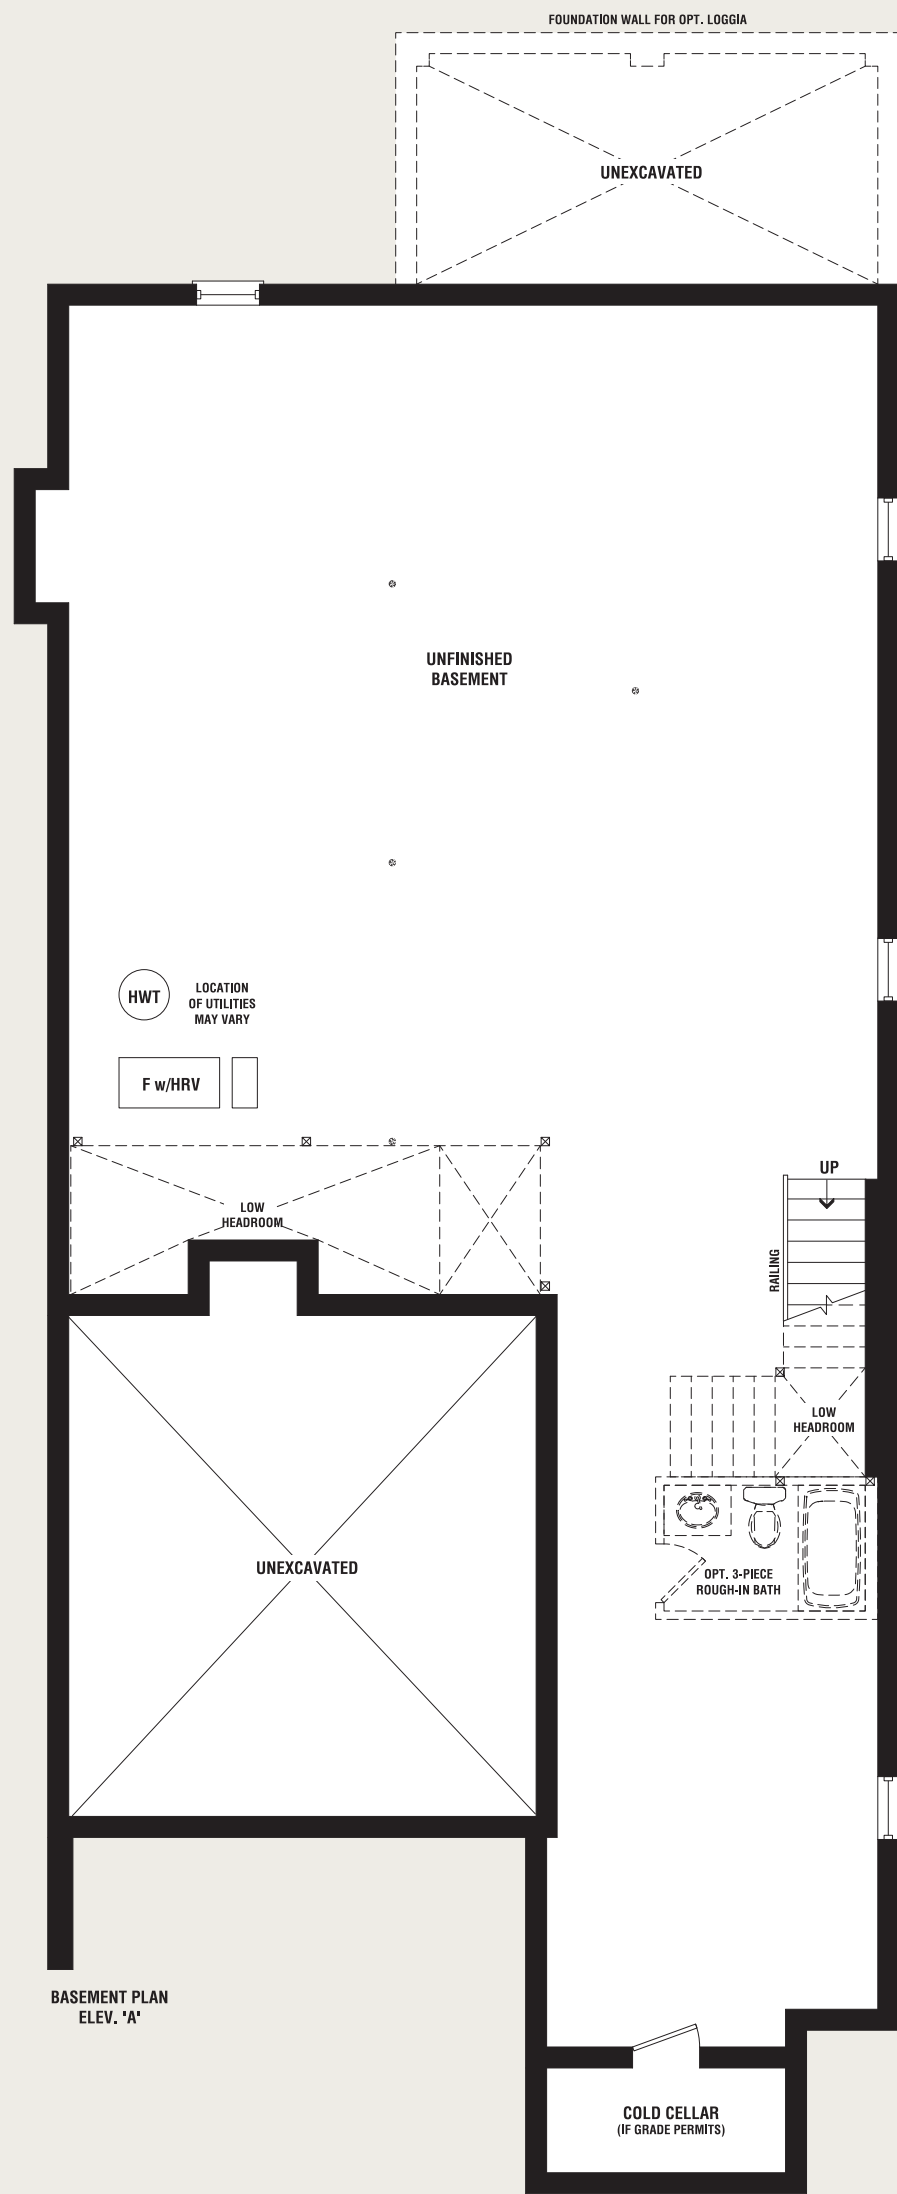 FOUNDATION WALL FOR OPT. LOGGIA
UNEXCAVATED
UNFINISHED
BASEMENT
HWT
LOCATION
OF UTILITIES
MAY VARY
F w/HRV
LOW
HEADROOM
UP
RAILING
LOW
HEADROOM
OPT. 3-PIECE
ROUGH-IN BATH
UNEXCAVATED
BASEMENT PLAN
ELEV. 'A'
COLD CELLAR
(IF GRADE PERMITS)